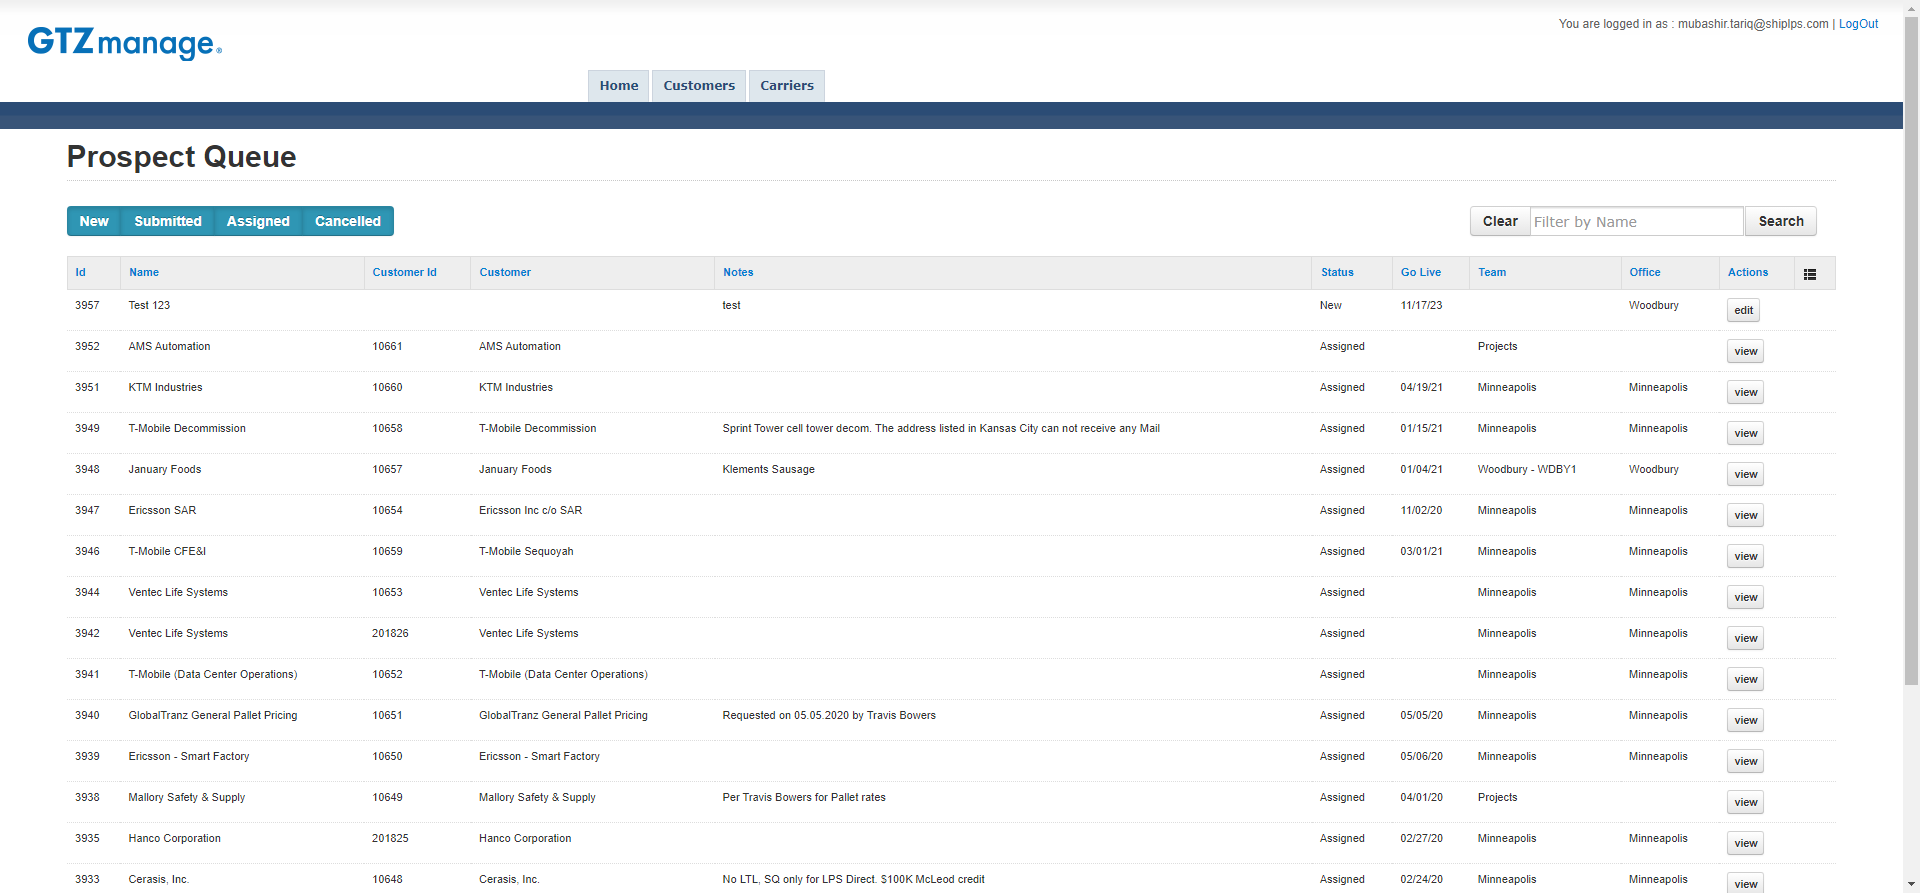 You are logged in as : mubashir.tariq@shiplps.com | LogOut
GTZmanage®
Home Customers Carriers
Prospect Queue
New Submitted Assigned Cancelled Clear Filter by Name Search
Id Name Customer Id Customer Notes Status Go Live Team Office Actions
3957 Test 123 test New 11/17/23 Woodbury edit
3952 AMS Automation 10661 AMS Automation Assigned Projects view
3951 KTM Industries 10660 KTM Industries Assigned 04/19/21 Minneapolis Minneapolis view
3949 T-Mobile Decommission 10658 T-Mobile Decommission Sprint Tower cell tower decom. The address listed in Kansas City can not receive any Mail Assigned 01/15/21 Minneapolis Minneapolis view
3948 January Foods 10657 January Foods Klements Sausage Assigned 01/04/21 Woodbury - WDBY1 Woodbury view
3947 Ericsson SAR 10654 Ericsson Inc c/o SAR Assigned 11/02/20 Minneapolis Minneapolis view
3946 T-Mobile CFE&I 10659 T-Mobile Sequoyah Assigned 03/01/21 Minneapolis Minneapolis view
3944 Ventec Life Systems 10653 Ventec Life Systems Assigned Minneapolis Minneapolis view
3942 Ventec Life Systems 201826 Ventec Life Systems Assigned Minneapolis Minneapolis view
3941 T-Mobile (Data Center Operations) 10652 T-Mobile (Data Center Operations) Assigned Minneapolis Minneapolis view
3940 GlobalTranz General Pallet Pricing 10651 GlobalTranz General Pallet Pricing Requested on 05.05.2020 by Travis Bowers Assigned 05/05/20 Minneapolis Minneapolis view
3939 Ericsson - Smart Factory 10650 Ericsson - Smart Factory Assigned 05/06/20 Minneapolis Minneapolis view
3938 Mallory Safety & Supply 10649 Mallory Safety & Supply Per Travis Bowers for Pallet rates Assigned 04/01/20 Projects view
3935 Hanco Corporation 201825 Hanco Corporation Assigned 02/27/20 Minneapolis Minneapolis view
3933 Cerasis, Inc. 10648 Cerasis, Inc. No LTL, SQ only for LPS Direct. $100K McLeod credit Assigned 02/24/20 Minneapolis Minneapolis view